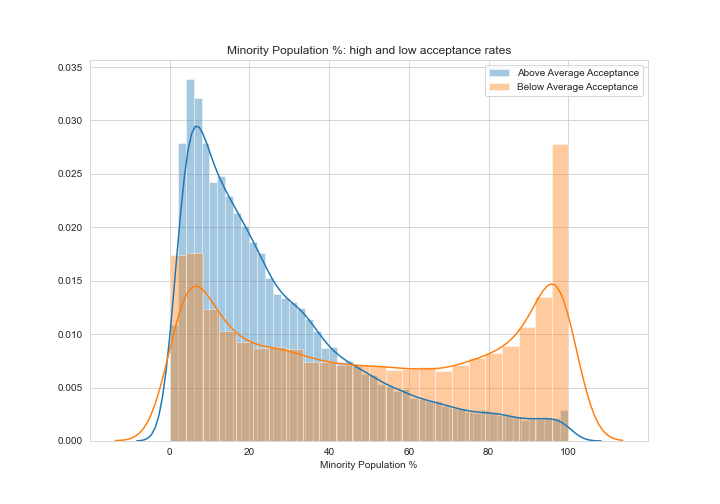 Minority Population %: high and low acceptance rates
Above Average Acceptance
Below Average Acceptance
0.035
0.030
0.025
0.020
0.015
0.010
0.005
0.000
0 20 40 60 80 100
Minority Population %